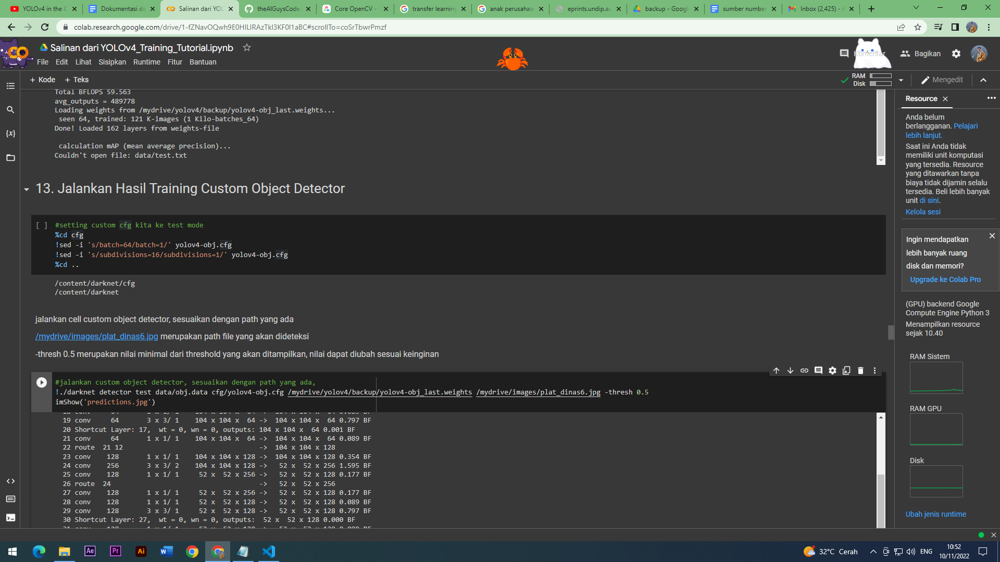 YOLOv4 in the C
Dokumentasi de
Salinan dari YOL
theAIGuysCode
Core OpenCV -
transfer learning
anak perusahaa
eprints.undip.ac
backup - Googl
sumber number
Inbox (2,425) - 6
colab.research.google.com/drive/1-fZNavOQwh9E0HILIRAzTkI3KF0I1aBC#scrollTo=coSrTbwrPmzf
Salinan dari YOLOv4_Training_Tutorial.ipynb
Komentar
Bagikan
File Edit Lihat Sisipkan Runtime Fitur Bantuan
+ Kode + Teks
RAM
Disk
Mengedit
Total BFLOPS 59.563
avg_outputs = 489778
Loading weights from /mydrive/yolov4/backup/yolov4-obj_last.weights...
seen 64, trained: 121 K-images (1 Kilo-batches_64)
Done! Loaded 162 layers from weights-file
calculation mAP (mean average precision)...
Couldn't open file: data/test.txt
13. Jalankan Hasil Training Custom Object Detector
[ ] #setting custom cfg kita ke test mode
%cd cfg
!sed -i 's/batch=64/batch=1/' yolov4-obj.cfg
!sed -i 's/subdivisions=16/subdivisions=1/' yolov4-obj.cfg
%cd ..
/content/darknet/cfg
/content/darknet
jalankan cell custom object detector, sesuaikan dengan path yang ada
/mydrive/images/plat_dinas6.jpg merupakan path file yang akan dideteksi
-thresh 0.5 merupakan nilai minimal dari threshold yang akan ditampilkan, nilai dapat diubah sesuai keinginan
#jalankan custom object detector, sesuaikan dengan path yang ada,
!./darknet detector test data/obj.data cfg/yolov4-obj.cfg /mydrive/yolov4/backup/yolov4-obj_last.weights /mydrive/images/plat_dinas6.jpg -thresh 0.5
imShow('predictions.jpg')
19 conv 64 3 x 3/ 1 104 x 104 x 64 -> 104 x 104 x 64 0.797 BF
20 Shortcut Layer: 17, wt = 0, wn = 0, outputs: 104 x 104 x 64 0.001 BF
21 conv 64 1 x 1/ 1 104 x 104 x 64 -> 104 x 104 x 64 0.089 BF
22 route 21 12 -> 104 x 104 x 128
23 conv 128 1 x 1/ 1 104 x 104 x 128 -> 104 x 104 x 128 0.354 BF
24 conv 256 3 x 3/ 2 104 x 104 x 128 -> 52 x 52 x 256 1.595 BF
25 conv 128 1 x 1/ 1 52 x 52 x 256 -> 52 x 52 x 128 0.177 BF
26 route 24 -> 52 x 52 x 256
27 conv 128 1 x 1/ 1 52 x 52 x 256 -> 52 x 52 x 128 0.177 BF
28 conv 128 1 x 1/ 1 52 x 52 x 128 -> 52 x 52 x 128 0.089 BF
29 conv 128 3 x 3/ 1 52 x 52 x 128 -> 52 x 52 x 128 0.797 BF
30 Shortcut Layer: 27, wt = 0, wn = 0, outputs: 52 x 52 x 128 0.000 BF
Resource
Anda belum
berlangganan. Pelajari
lebih lanjut.
Saat ini Anda tidak
memiliki unit komputasi
yang tersedia. Resource
yang ditawarkan tanpa
biaya tidak dijamin selalu
tersedia. Beli lebih banyak
unit di sini.
Kelola sesi
Ingin mendapatkan
lebih banyak ruang
disk dan memori?
Upgrade ke Colab Pro
(GPU) backend Google
Compute Engine Python 3
Menampilkan resource
sejak 10.40
RAM Sistem
RAM GPU
Disk
Ubah jenis runtime
Ae
Pr
Ai
32°C Cerah
ENG
10:52
10/11/2022